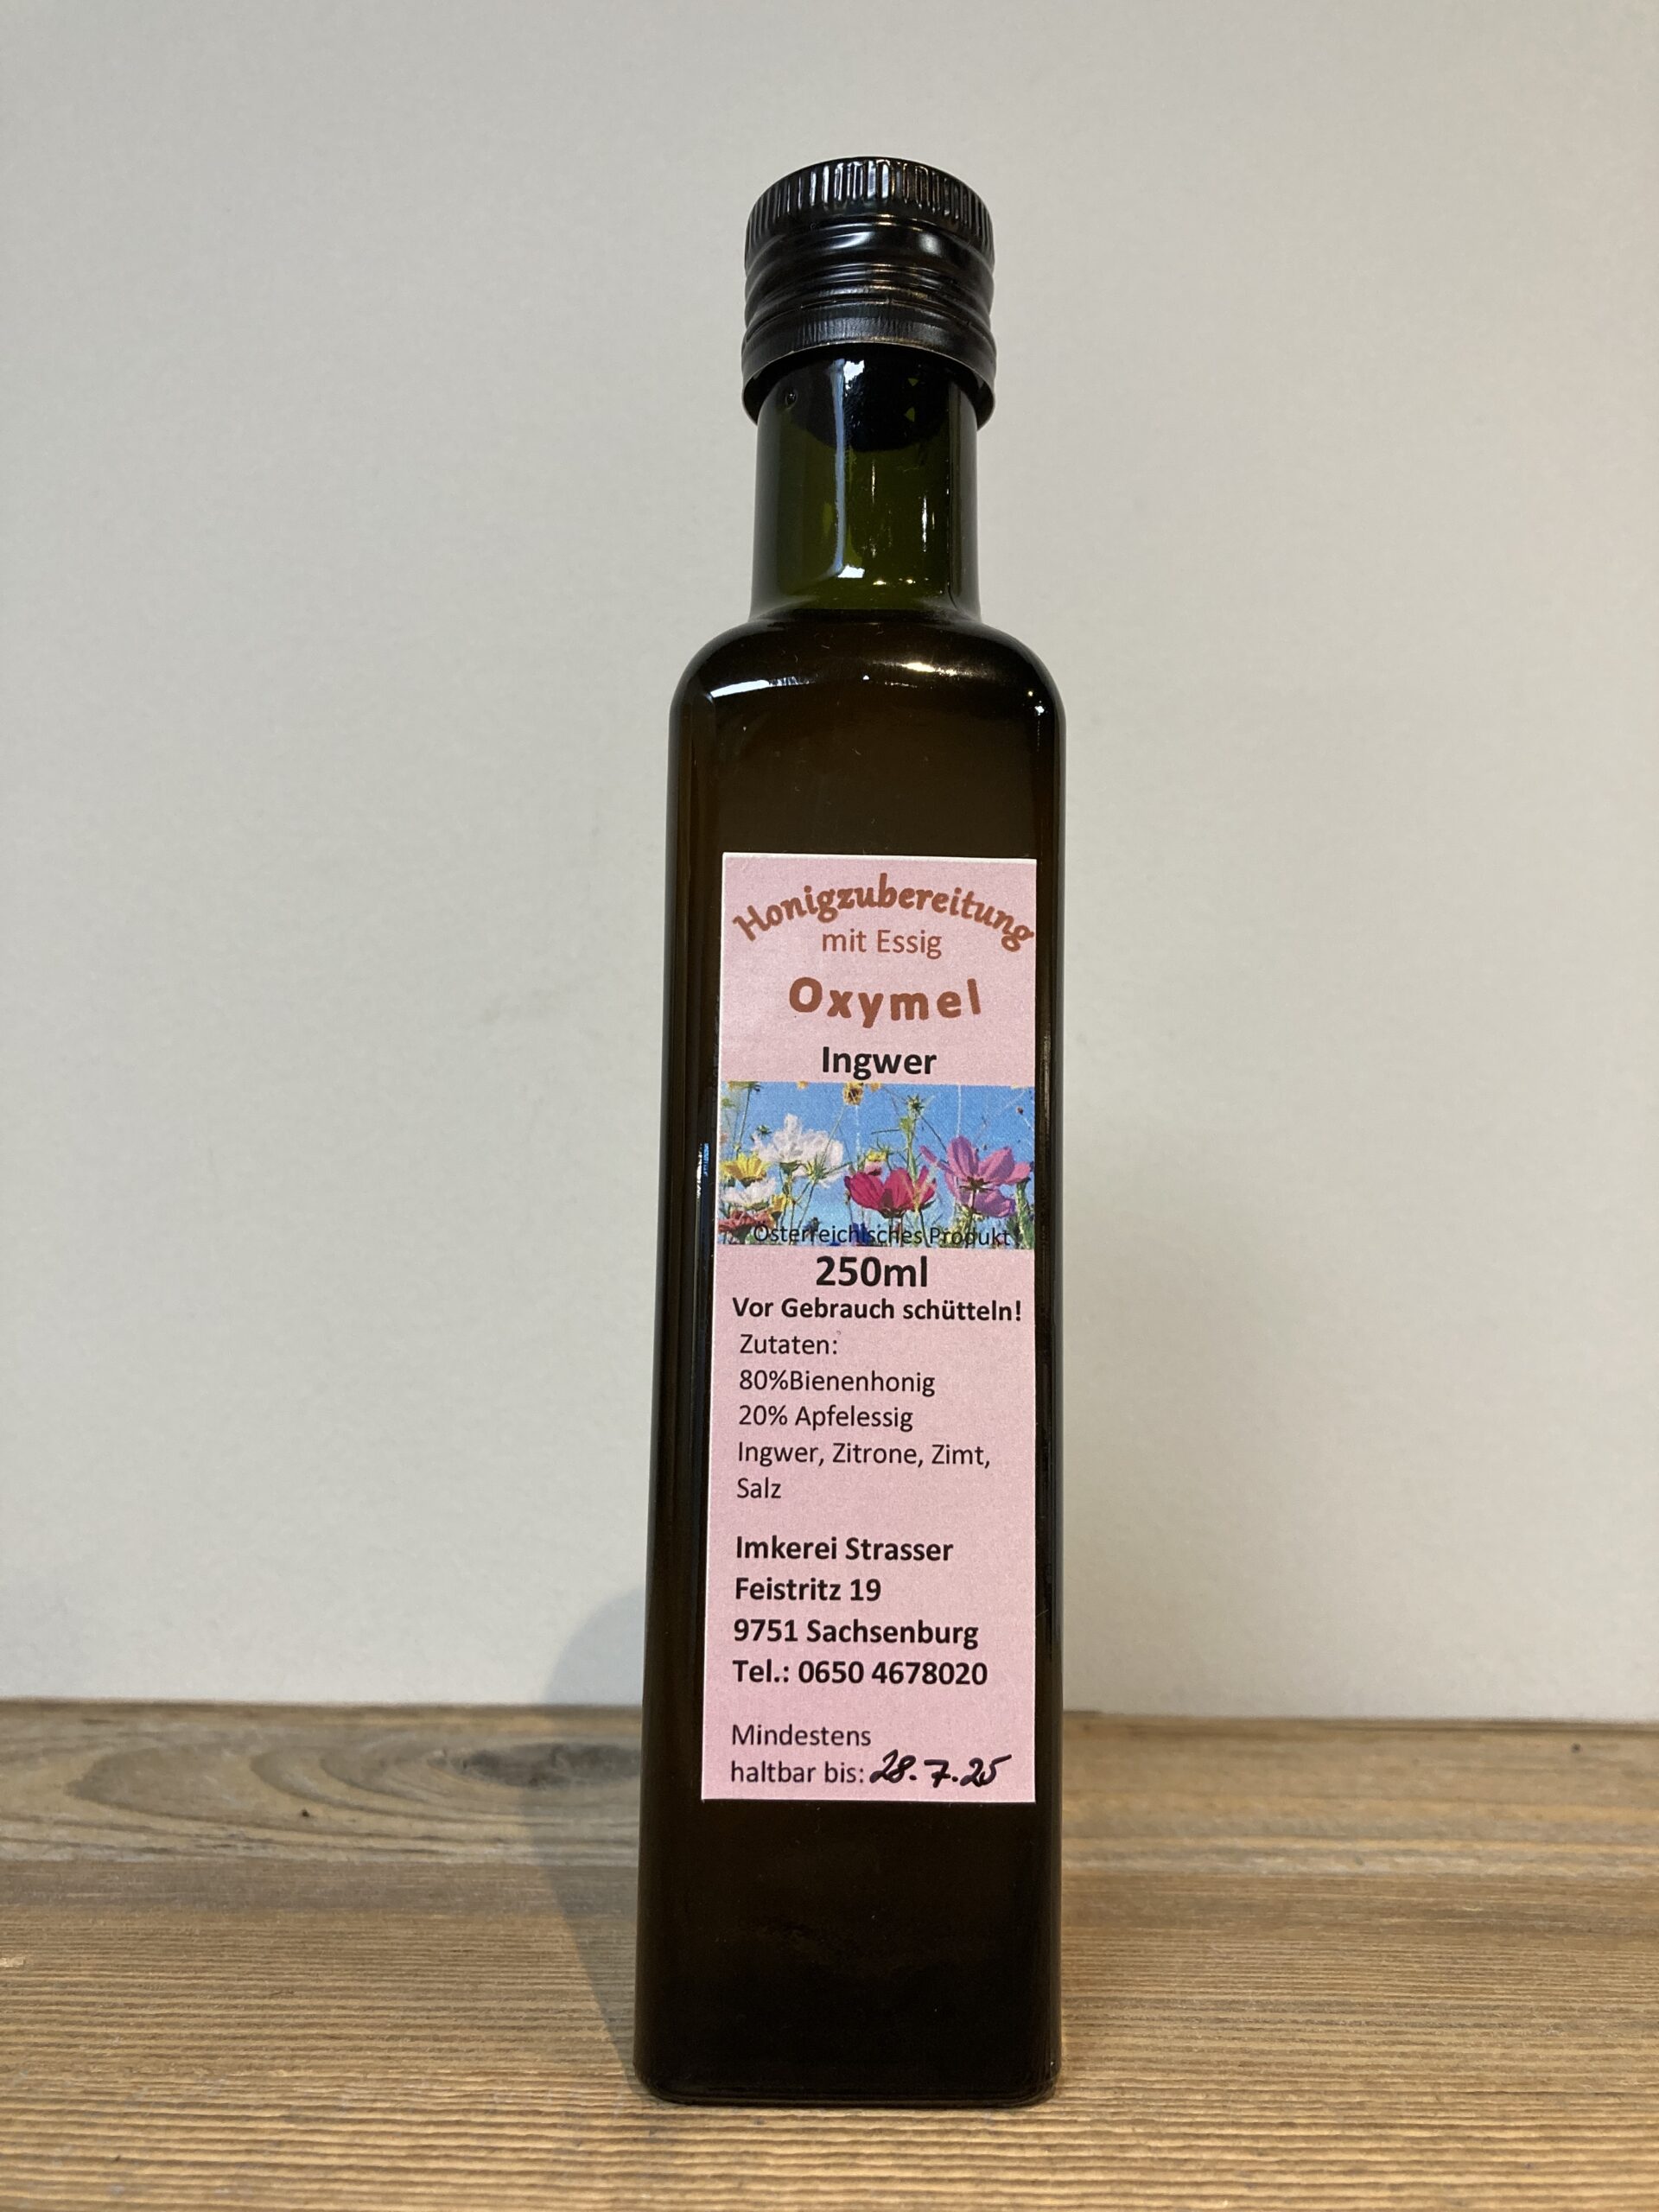 Honigzubereitung
mit Essig
Oxymel
Ingwer
Österreichisches Produkt
250ml
Vor Gebrauch schütteln!
Zutaten:
80%Bienenhonig
20% Apfelessig
Ingwer, Zitrone, Zimt,
Salz
Imkerei Strasser
Feistritz 19
9751 Sachsenburg
Tel.: 0650 4678020
Mindestens
haltbar bis: 28.7.25